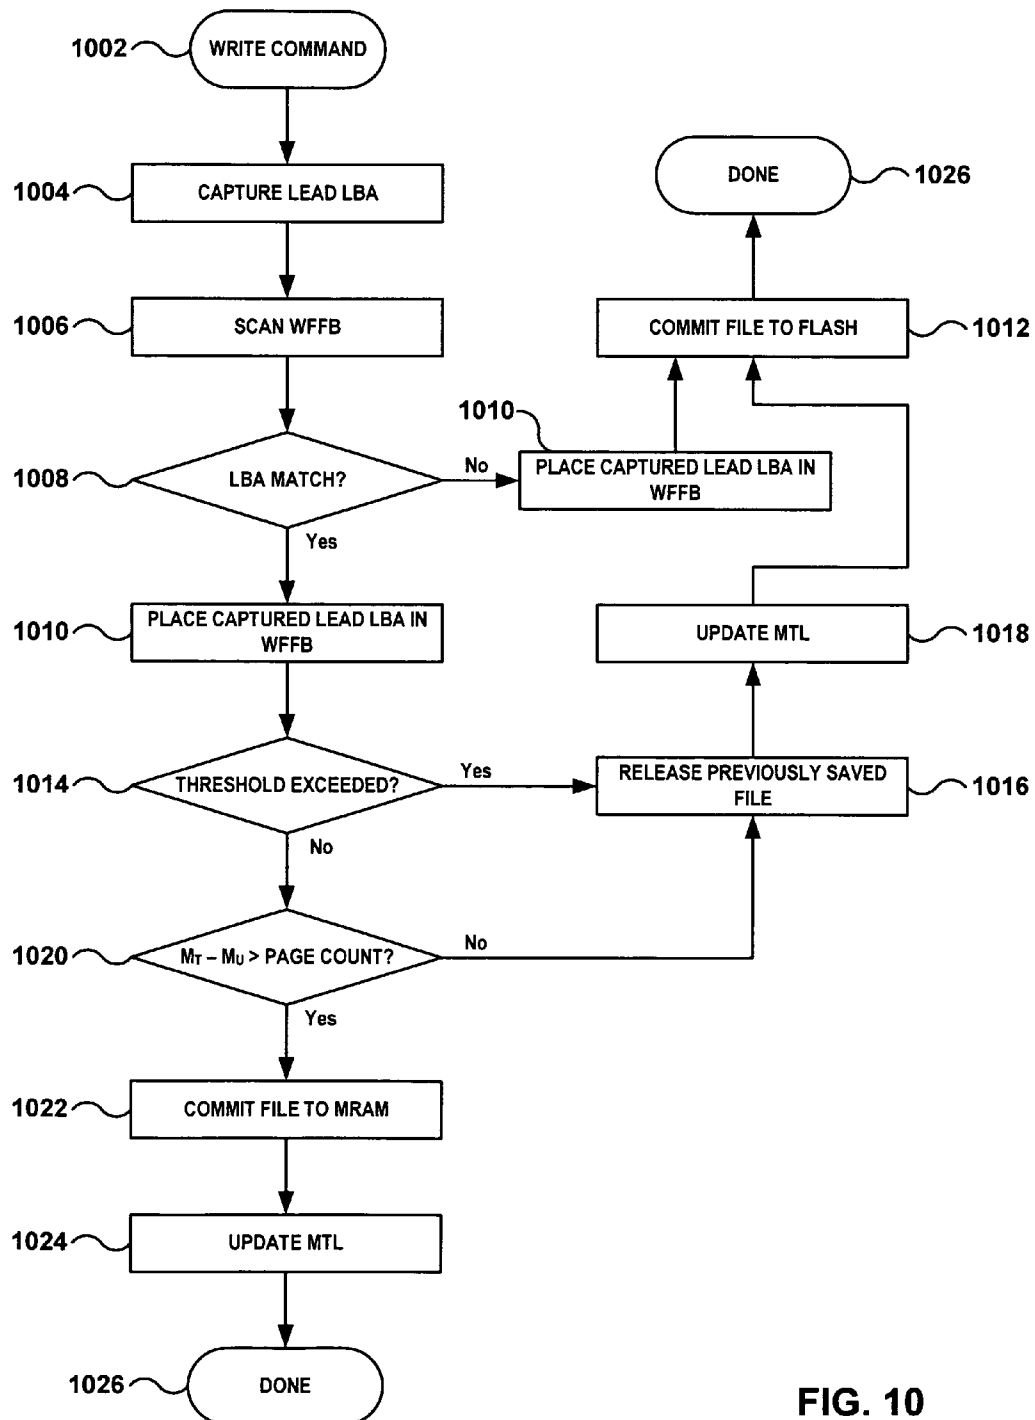 1002
WRITE COMMAND
1004
CAPTURE LEAD LBA
DONE
1026
1006
SCAN WFFB
COMMIT FILE TO FLASH
1012
1010
1008
LBA MATCH?
No
PLACE CAPTURED LEAD LBA IN
WFFB
Yes
1010
PLACE CAPTURED LEAD LBA IN
WFFB
UPDATE MTL
1018
1014
THRESHOLD EXCEEDED?
Yes
RELEASE PREVIOUSLY SAVED
FILE
1016
No
1020
MT – MU > PAGE COUNT?
No
Yes
1022
COMMIT FILE TO MRAM
1024
UPDATE MTL
1026
DONE
FIG. 10